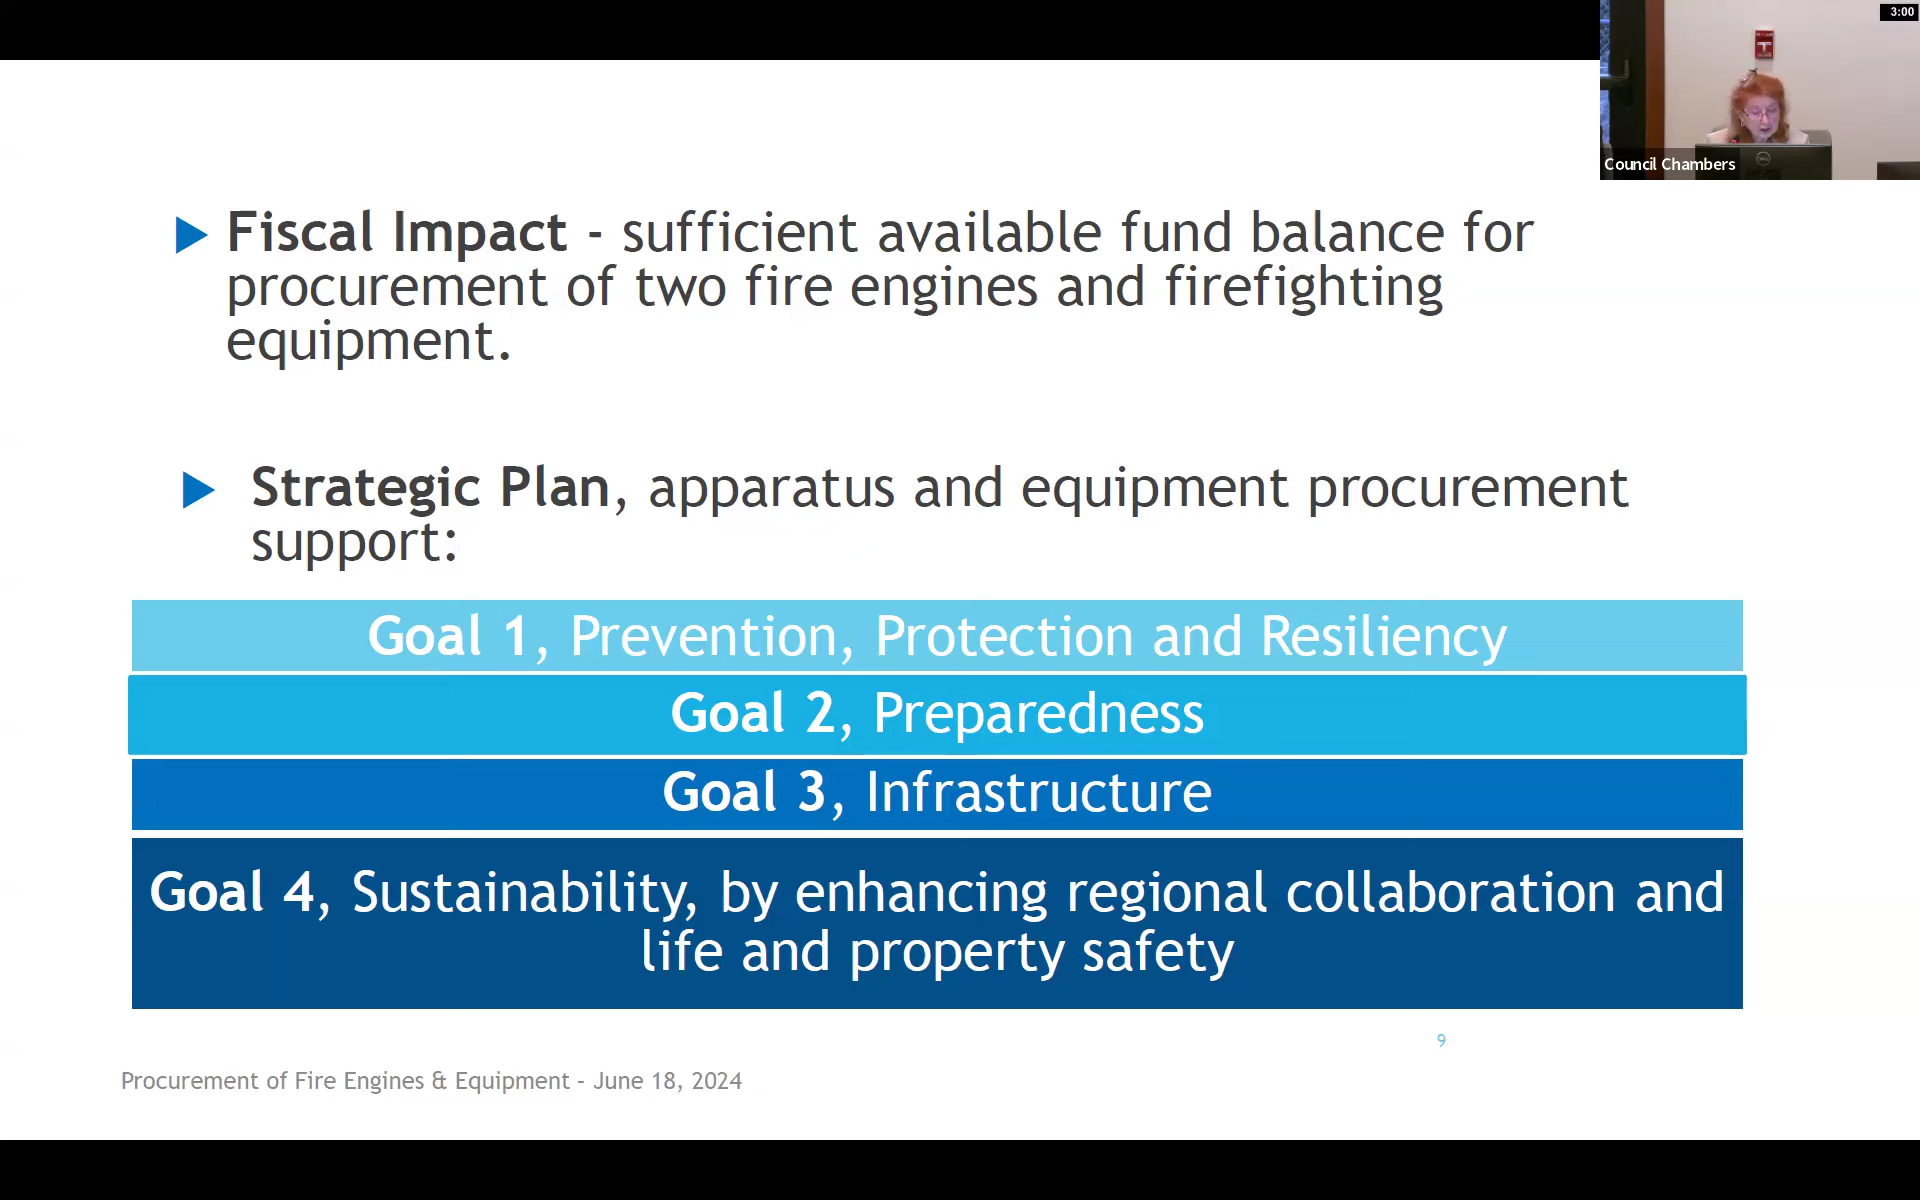 3:00
Council Chambers
Fiscal Impact - sufficient available fund balance for
procurement of two fire engines and firefighting
equipment.
Strategic Plan, apparatus and equipment procurement
support:
Goal 1, Prevention, Protection and Resiliency
Goal 2, Preparedness
Goal 3, Infrastructure
Goal 4, Sustainability, by enhancing regional collaboration and
life and property safety
9
Procurement of Fire Engines & Equipment - June 18, 2024